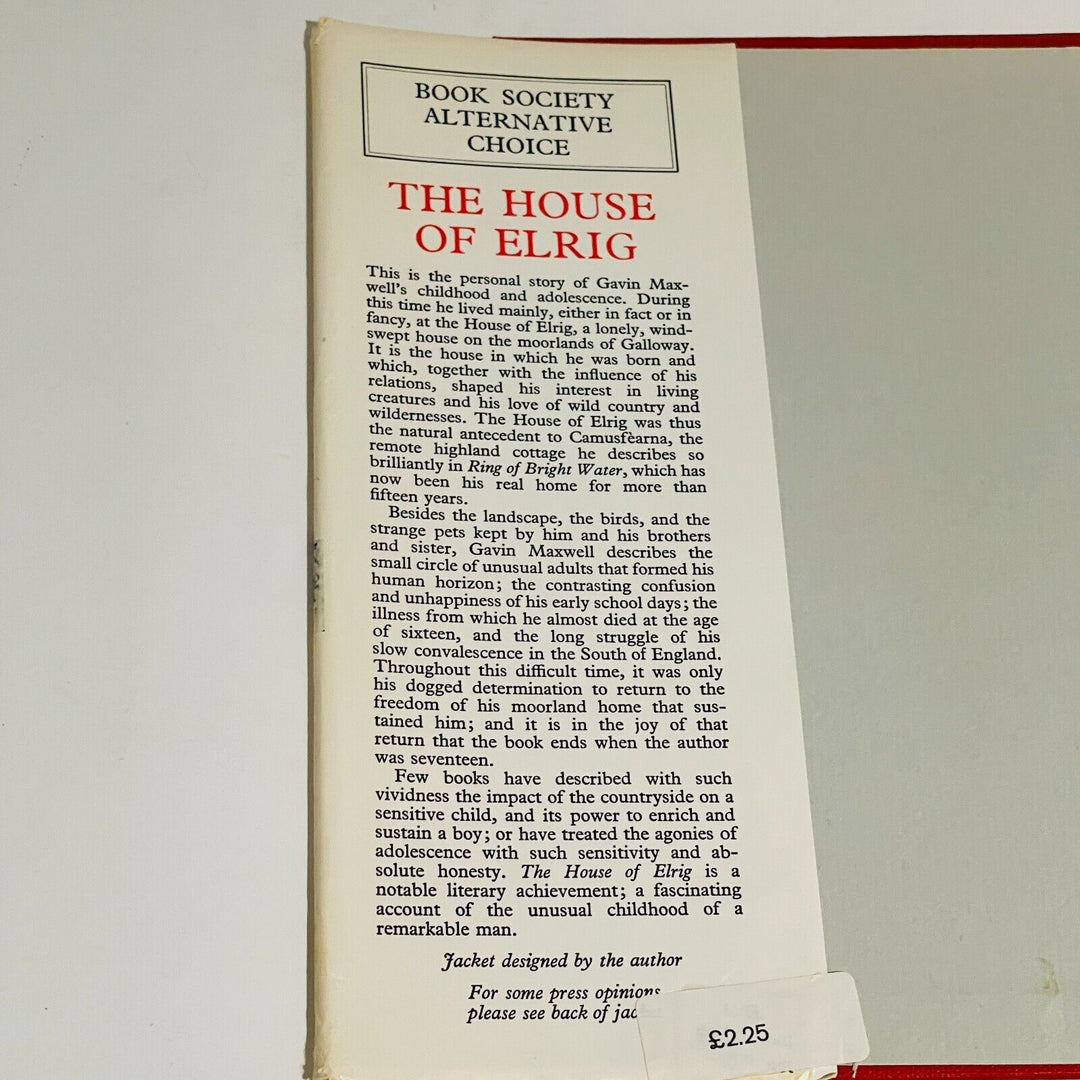 BOOK SOCIETY
ALTERNATIVE
CHOICE
THE HOUSE
OF ELRIG
This is the personal story of Gavin Max-
well's childhood and adolescence. During
this time he lived mainly, either in fact or in
fancy, at the House of Elrig, a lonely, wind-
swept house on the moorlands of Galloway.
It is the house in which he was born and
which, together with the influence of his
relations, shaped his interest in living
creatures and his love of wild country and
wildernesses. The House of Elrig was thus
the natural antecedent to Camusfèarna, the
remote highland cottage he describes so
brilliantly in Ring of Bright Water, which has
now been his real home for more than
fifteen years.
Besides the landscape, the birds, and the
strange pets kept by him and his brothers
and sister, Gavin Maxwell describes the
small circle of unusual adults that formed his
human horizon; the contrasting confusion
and unhappiness of his early school days; the
illness from which he almost died at the age
of sixteen, and the long struggle of his
slow convalescence in the South of England.
Throughout this difficult time, it was only
his dogged determination to return to the
freedom of his moorland home that sus-
tained him; and it is in the joy of that
return that the book ends when the author
was seventeen.
Few books have described with such
vividness the impact of the countryside on a
sensitive child, and its power to enrich and
sustain a boy; or have treated the agonies of
adolescence with such sensitivity and ab-
solute honesty. The House of Elrig is a
notable literary achievement; a fascinating
account of the unusual childhood of a
remarkable man.
Jacket designed by the author
For some press opinions
please see back of jac
£2.25